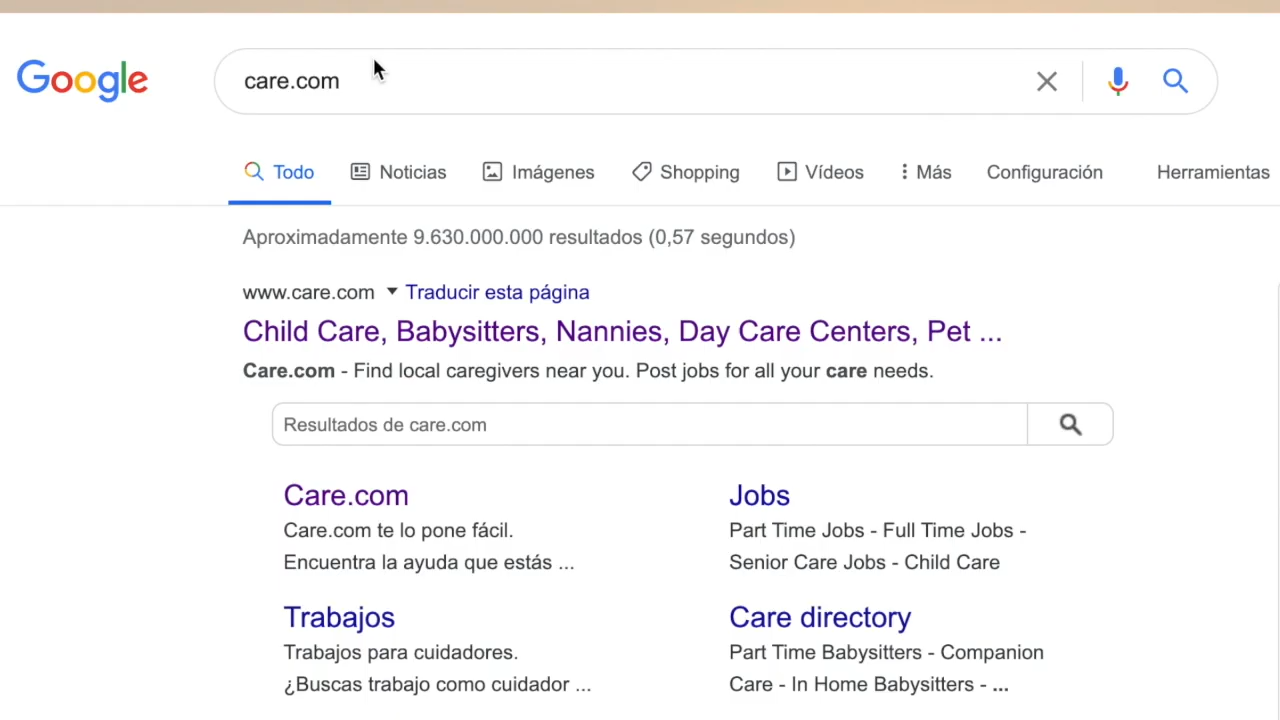 Google
care.com
Todo Noticias Imágenes Shopping Vídeos Más Configuración Herramientas
Aproximadamente 9.630.000.000 resultados (0,57 segundos)
www.care.com Traducir esta página
Child Care, Babysitters, Nannies, Day Care Centers, Pet ...
Care.com - Find local caregivers near you. Post jobs for all your care needs.
Resultados de care.com
Care.com
Care.com te lo pone fácil.
Encuentra la ayuda que estás ...
Jobs
Part Time Jobs - Full Time Jobs -
Senior Care Jobs - Child Care
Trabajos
Trabajos para cuidadores.
¿Buscas trabajo como cuidador ...
Care directory
Part Time Babysitters - Companion
Care - In Home Babysitters - ...